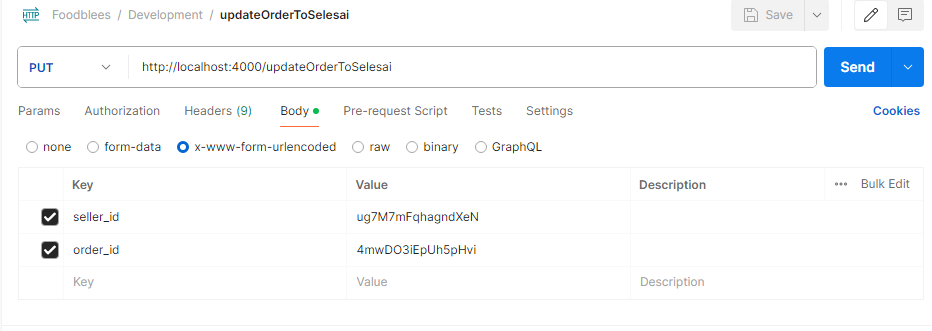 HTTP Foodblees / Development / updateOrderToSelesai Save
PUT http://localhost:4000/updateOrderToSelesai Send
Params Authorization Headers (9) Body Pre-request Script Tests Settings Cookies
none form-data x-www-form-urlencoded raw binary GraphQL
Key Value Description ••• Bulk Edit
seller_id ug7M7mFqhagndXeN
order_id 4mwDO3iEpUh5pHvi
Key Value Description